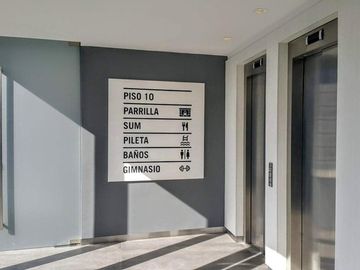 PISO 10
PARRILLA
SUM
PILETA
BAÑOS
GIMNASIO